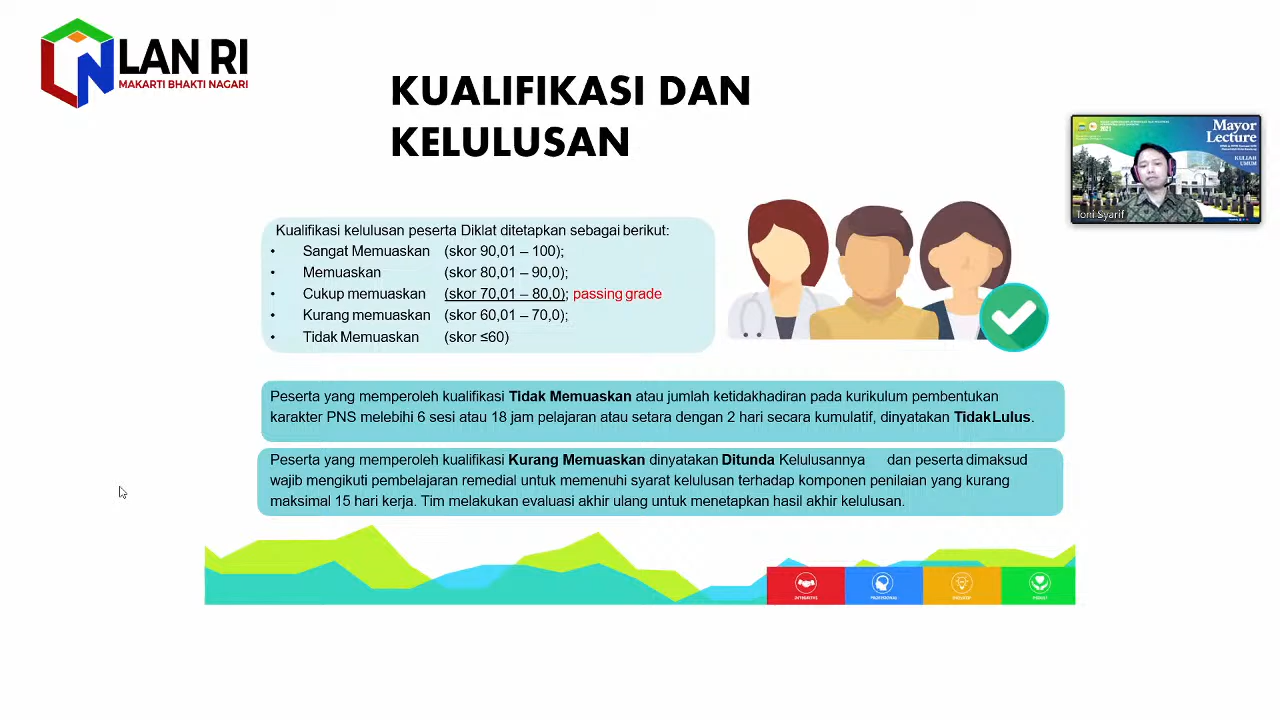 LAN RI
MAKARTI BHAKTI NAGARI
KUALIFIKASI DAN
KELULUSAN
Mayor
Lecture
2021
KULIAH
UMUM
Toni Syarif
Kualifikasi kelulusan peserta Diklat ditetapkan sebagai berikut:
• Sangat Memuaskan (skor 90,01 – 100);
• Memuaskan (skor 80,01 – 90,0);
• Cukup memuaskan (skor 70,01 – 80,0); passing grade
• Kurang memuaskan (skor 60,01 – 70,0);
• Tidak Memuaskan (skor ≤60)
Peserta yang memperoleh kualifikasi Tidak Memuaskan atau jumlah ketidakhadiran pada kurikulum pembentukan
karakter PNS melebihi 6 sesi atau 18 jam pelajaran atau setara dengan 2 hari secara kumulatif, dinyatakan Tidak Lulus.
Peserta yang memperoleh kualifikasi Kurang Memuaskan dinyatakan Ditunda Kelulusannya dan peserta dimaksud
wajib mengikuti pembelajaran remedial untuk memenuhi syarat kelulusan terhadap komponen penilaian yang kurang
maksimal 15 hari kerja. Tim melakukan evaluasi akhir ulang untuk menetapkan hasil akhir kelulusan.